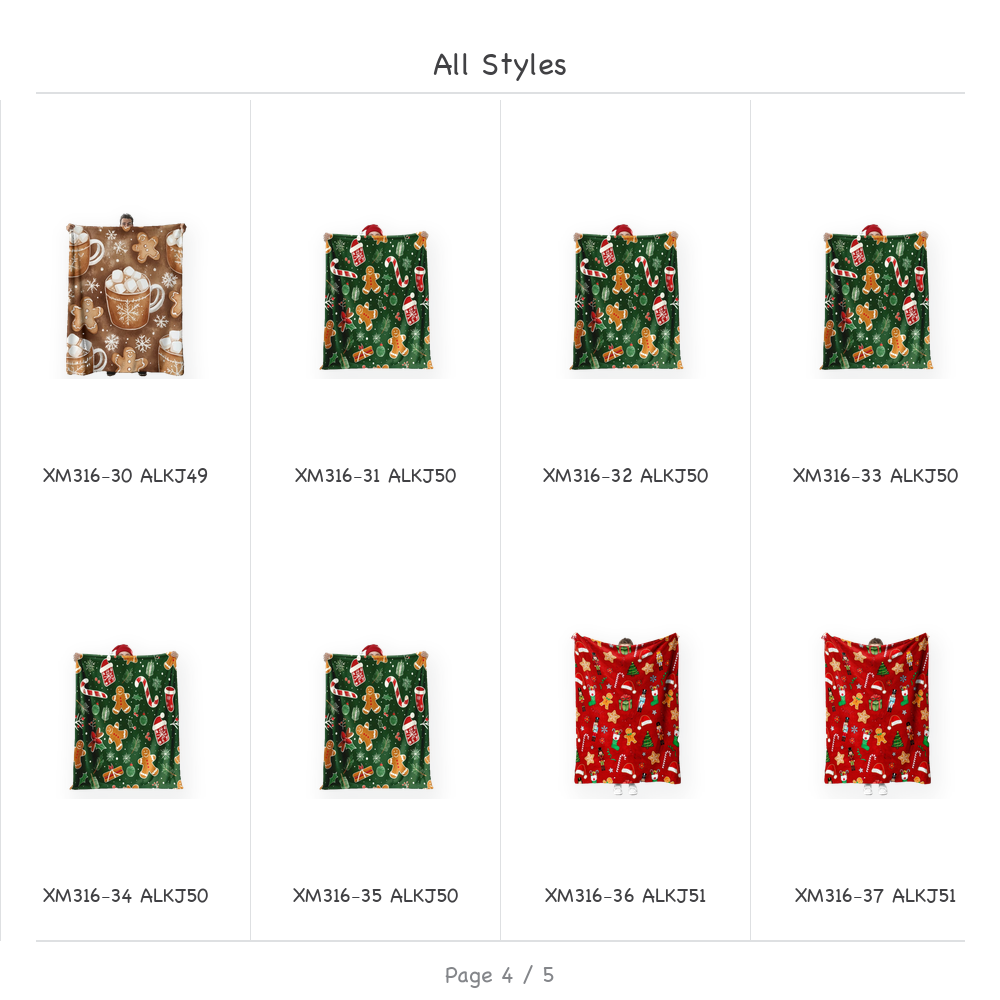 All Styles
XM316-30 ALKJ49
XM316-31 ALKJ50
XM316-32 ALKJ50
XM316-33 ALKJ50
XM316-34 ALKJ50
XM316-35 ALKJ50
XM316-36 ALKJ51
XM316-37 ALKJ51
Page 4 / 5